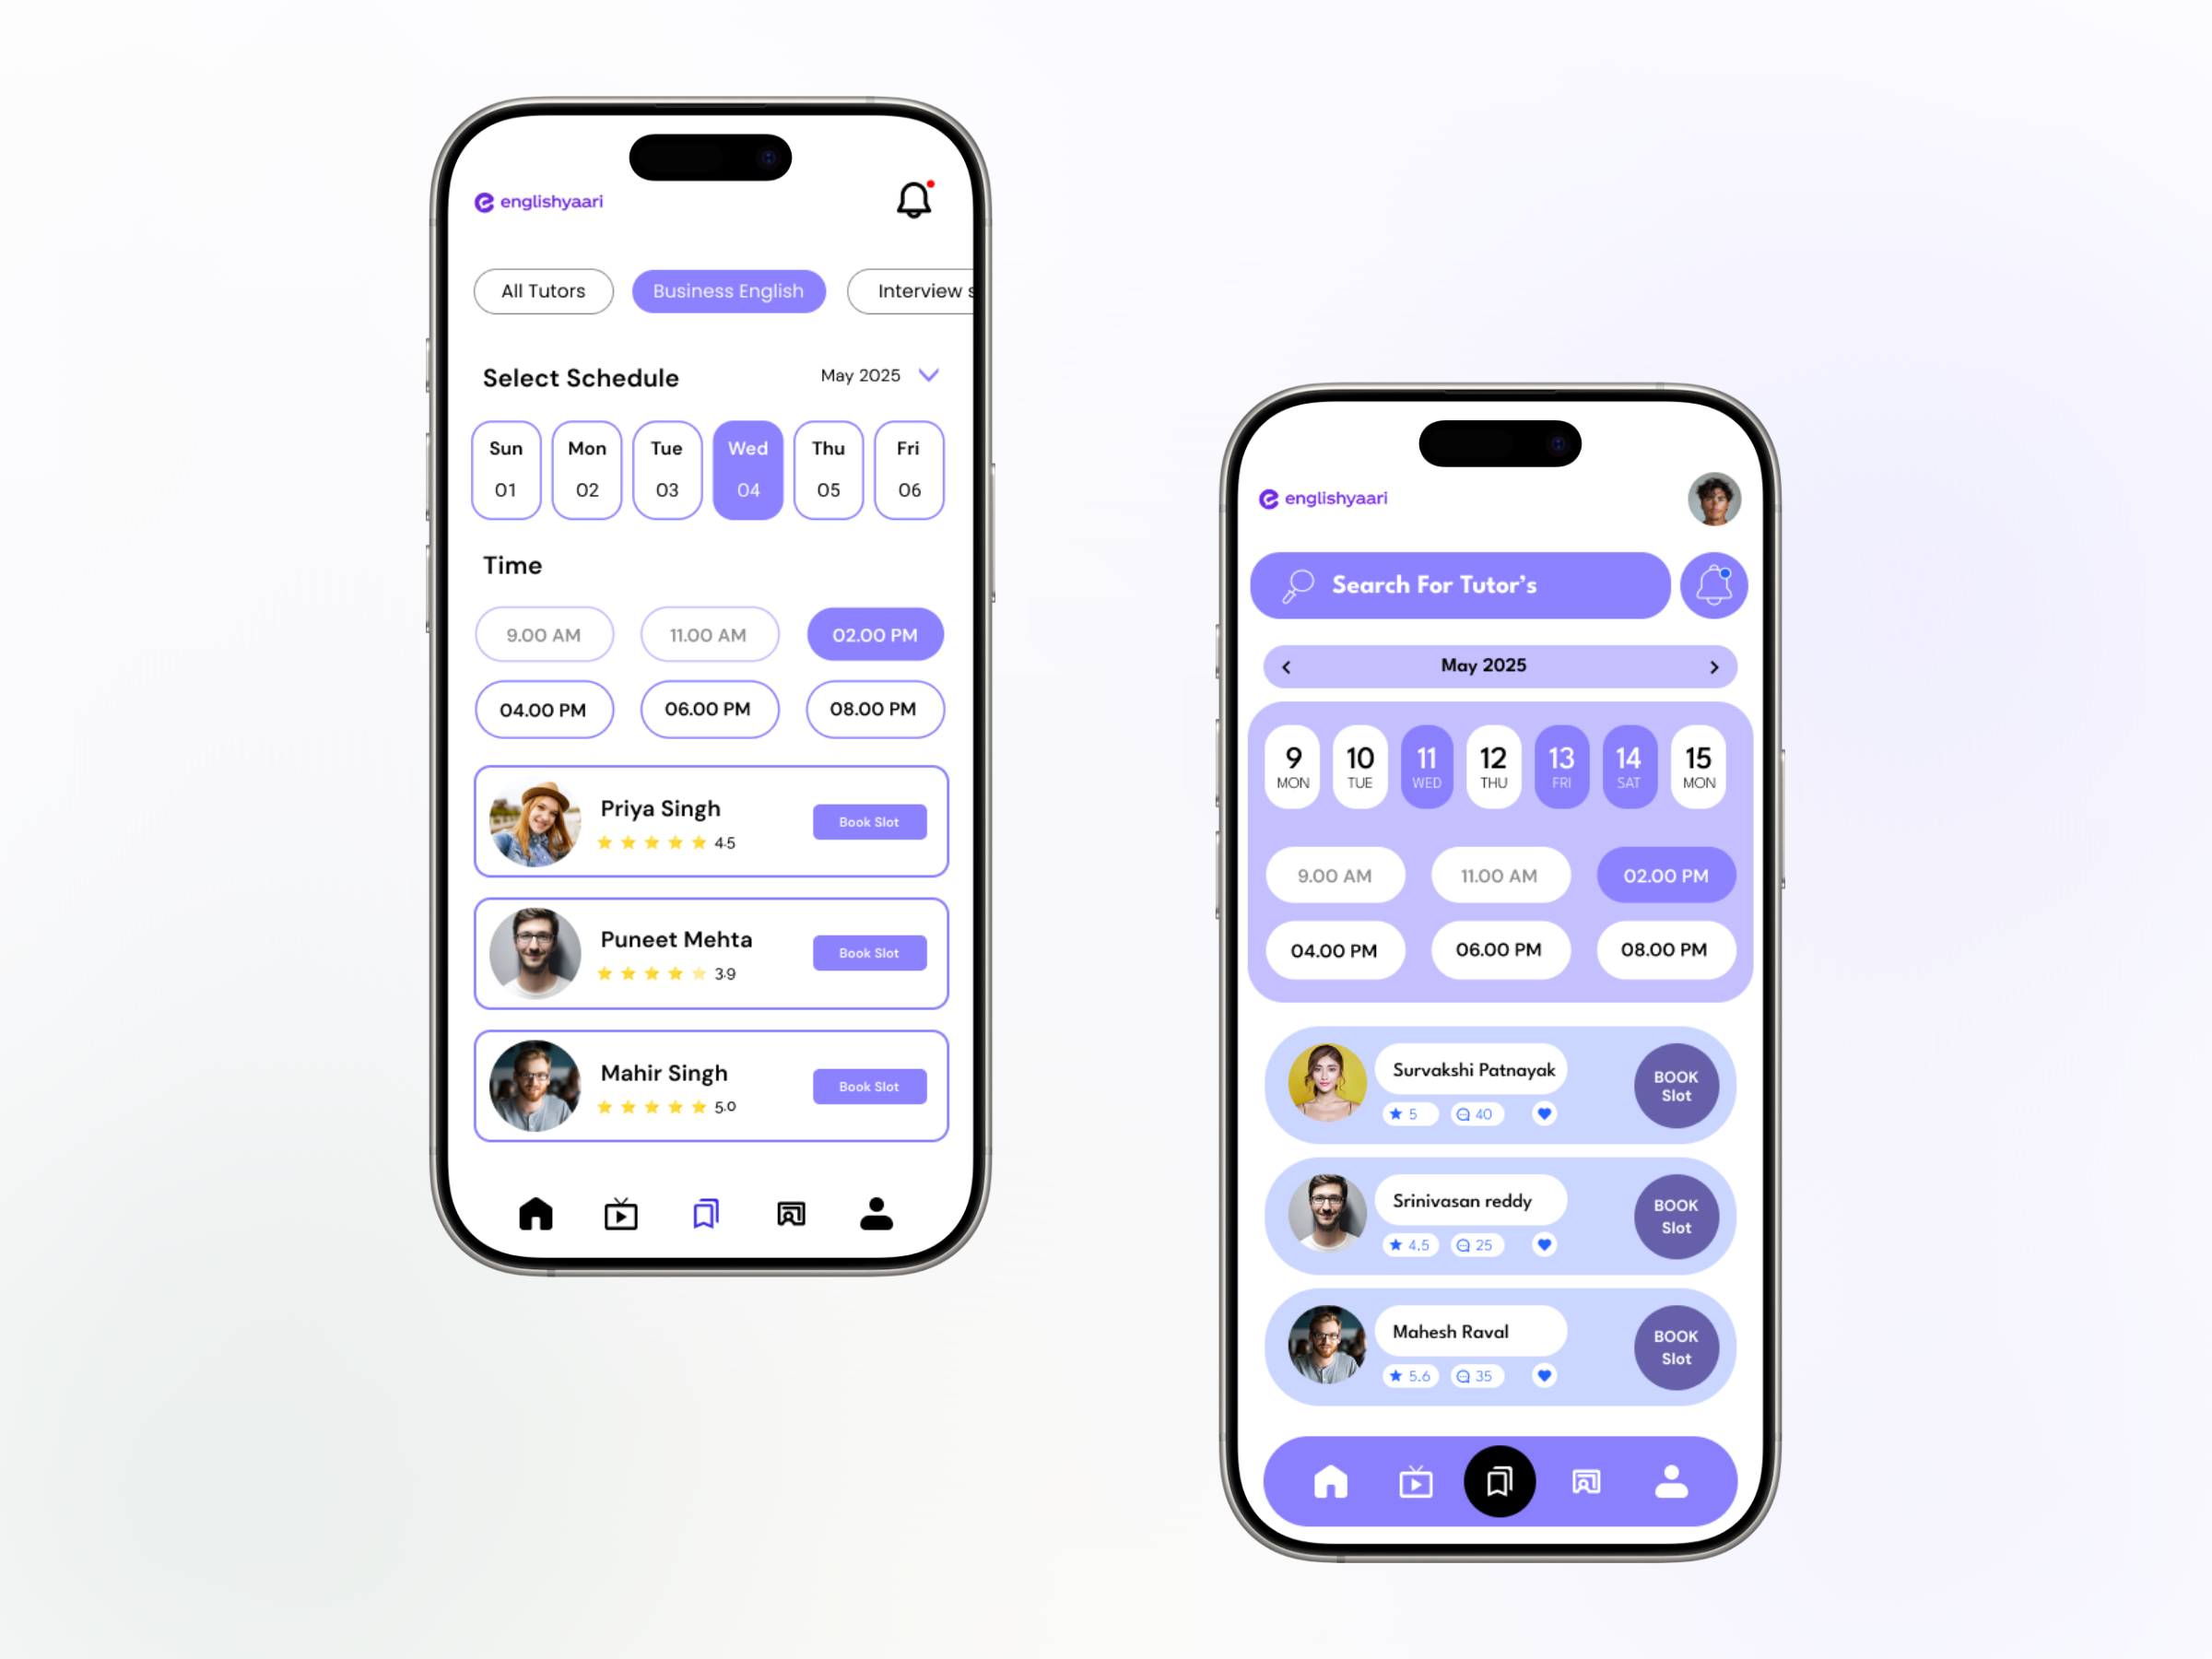 englishyaari
All Tutors Business English Interview s
Select Schedule May 2025
Sun Mon Tue Wed Thu Fri
01 02 03 04 05 06
Time
9.00 AM 11.00 AM 02.00 PM
04.00 PM 06.00 PM 08.00 PM
Priya Singh
4.5
Book Slot
Puneet Mehta
3.9
Book Slot
Mahir Singh
5.0
Book Slot
englishyaari
Search For Tutor’s
May 2025
9 10 11 12 13 14 15
MON TUE WED THU FRI SAT MON
9.00 AM 11.00 AM 02.00 PM
04.00 PM 06.00 PM 08.00 PM
Survakshi Patnayak
5 40
BOOK
Slot
Srinivasan reddy
4.5 25
BOOK
Slot
Mahesh Raval
5.6 35
BOOK
Slot